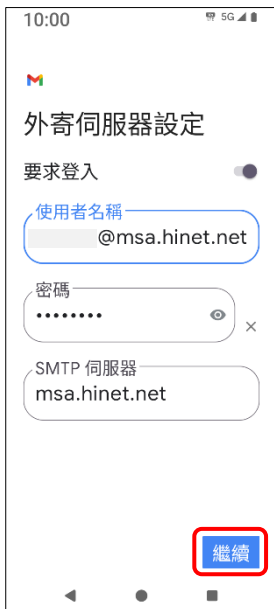 10:00 5G
外寄伺服器設定
要求登入
使用者名稱
@msa.hinet.net
密碼
••••••••
SMTP 伺服器
msa.hinet.net
繼續